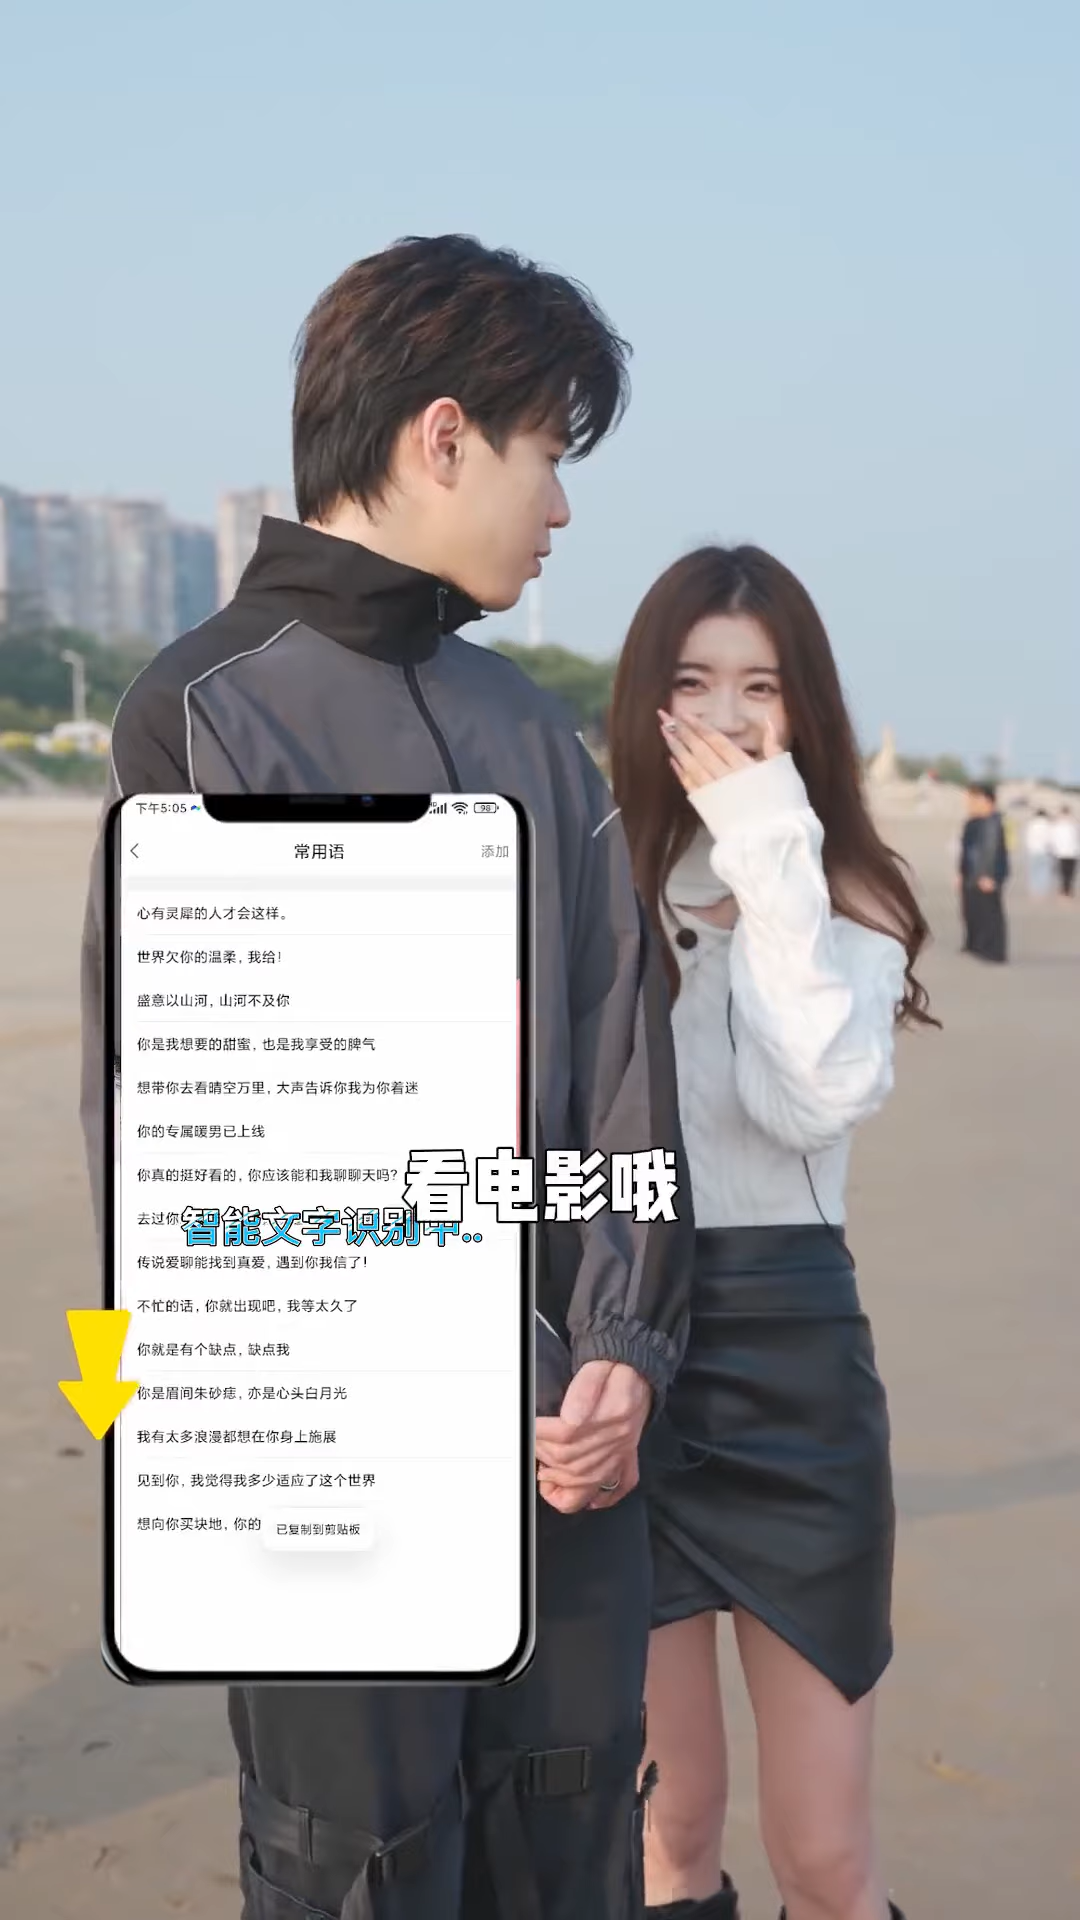 下午5:05
98
常用语
添加
心有灵犀的人才会这样。
世界欠你的温柔，我给！
盛意以山河，山河不及你
你是我想要的甜蜜，也是我享受的脾气
想带你去看晴空万里，大声告诉你我为你着迷
你的专属暖男已上线
你真的挺好看的，你应该能和我聊聊天吗？
看电影哦
去过你
智能文字识别中..
传说爱聊能找到真爱，遇到你我信了！
不忙的话，你就出现吧，我等太久了
你就是有个缺点，缺点我
你是眉间朱砂痣，亦是心头白月光
我有太多浪漫都想在你身上施展
见到你，我觉得我多少适应了这个世界
想向你买块地，你的
已复制到剪贴板